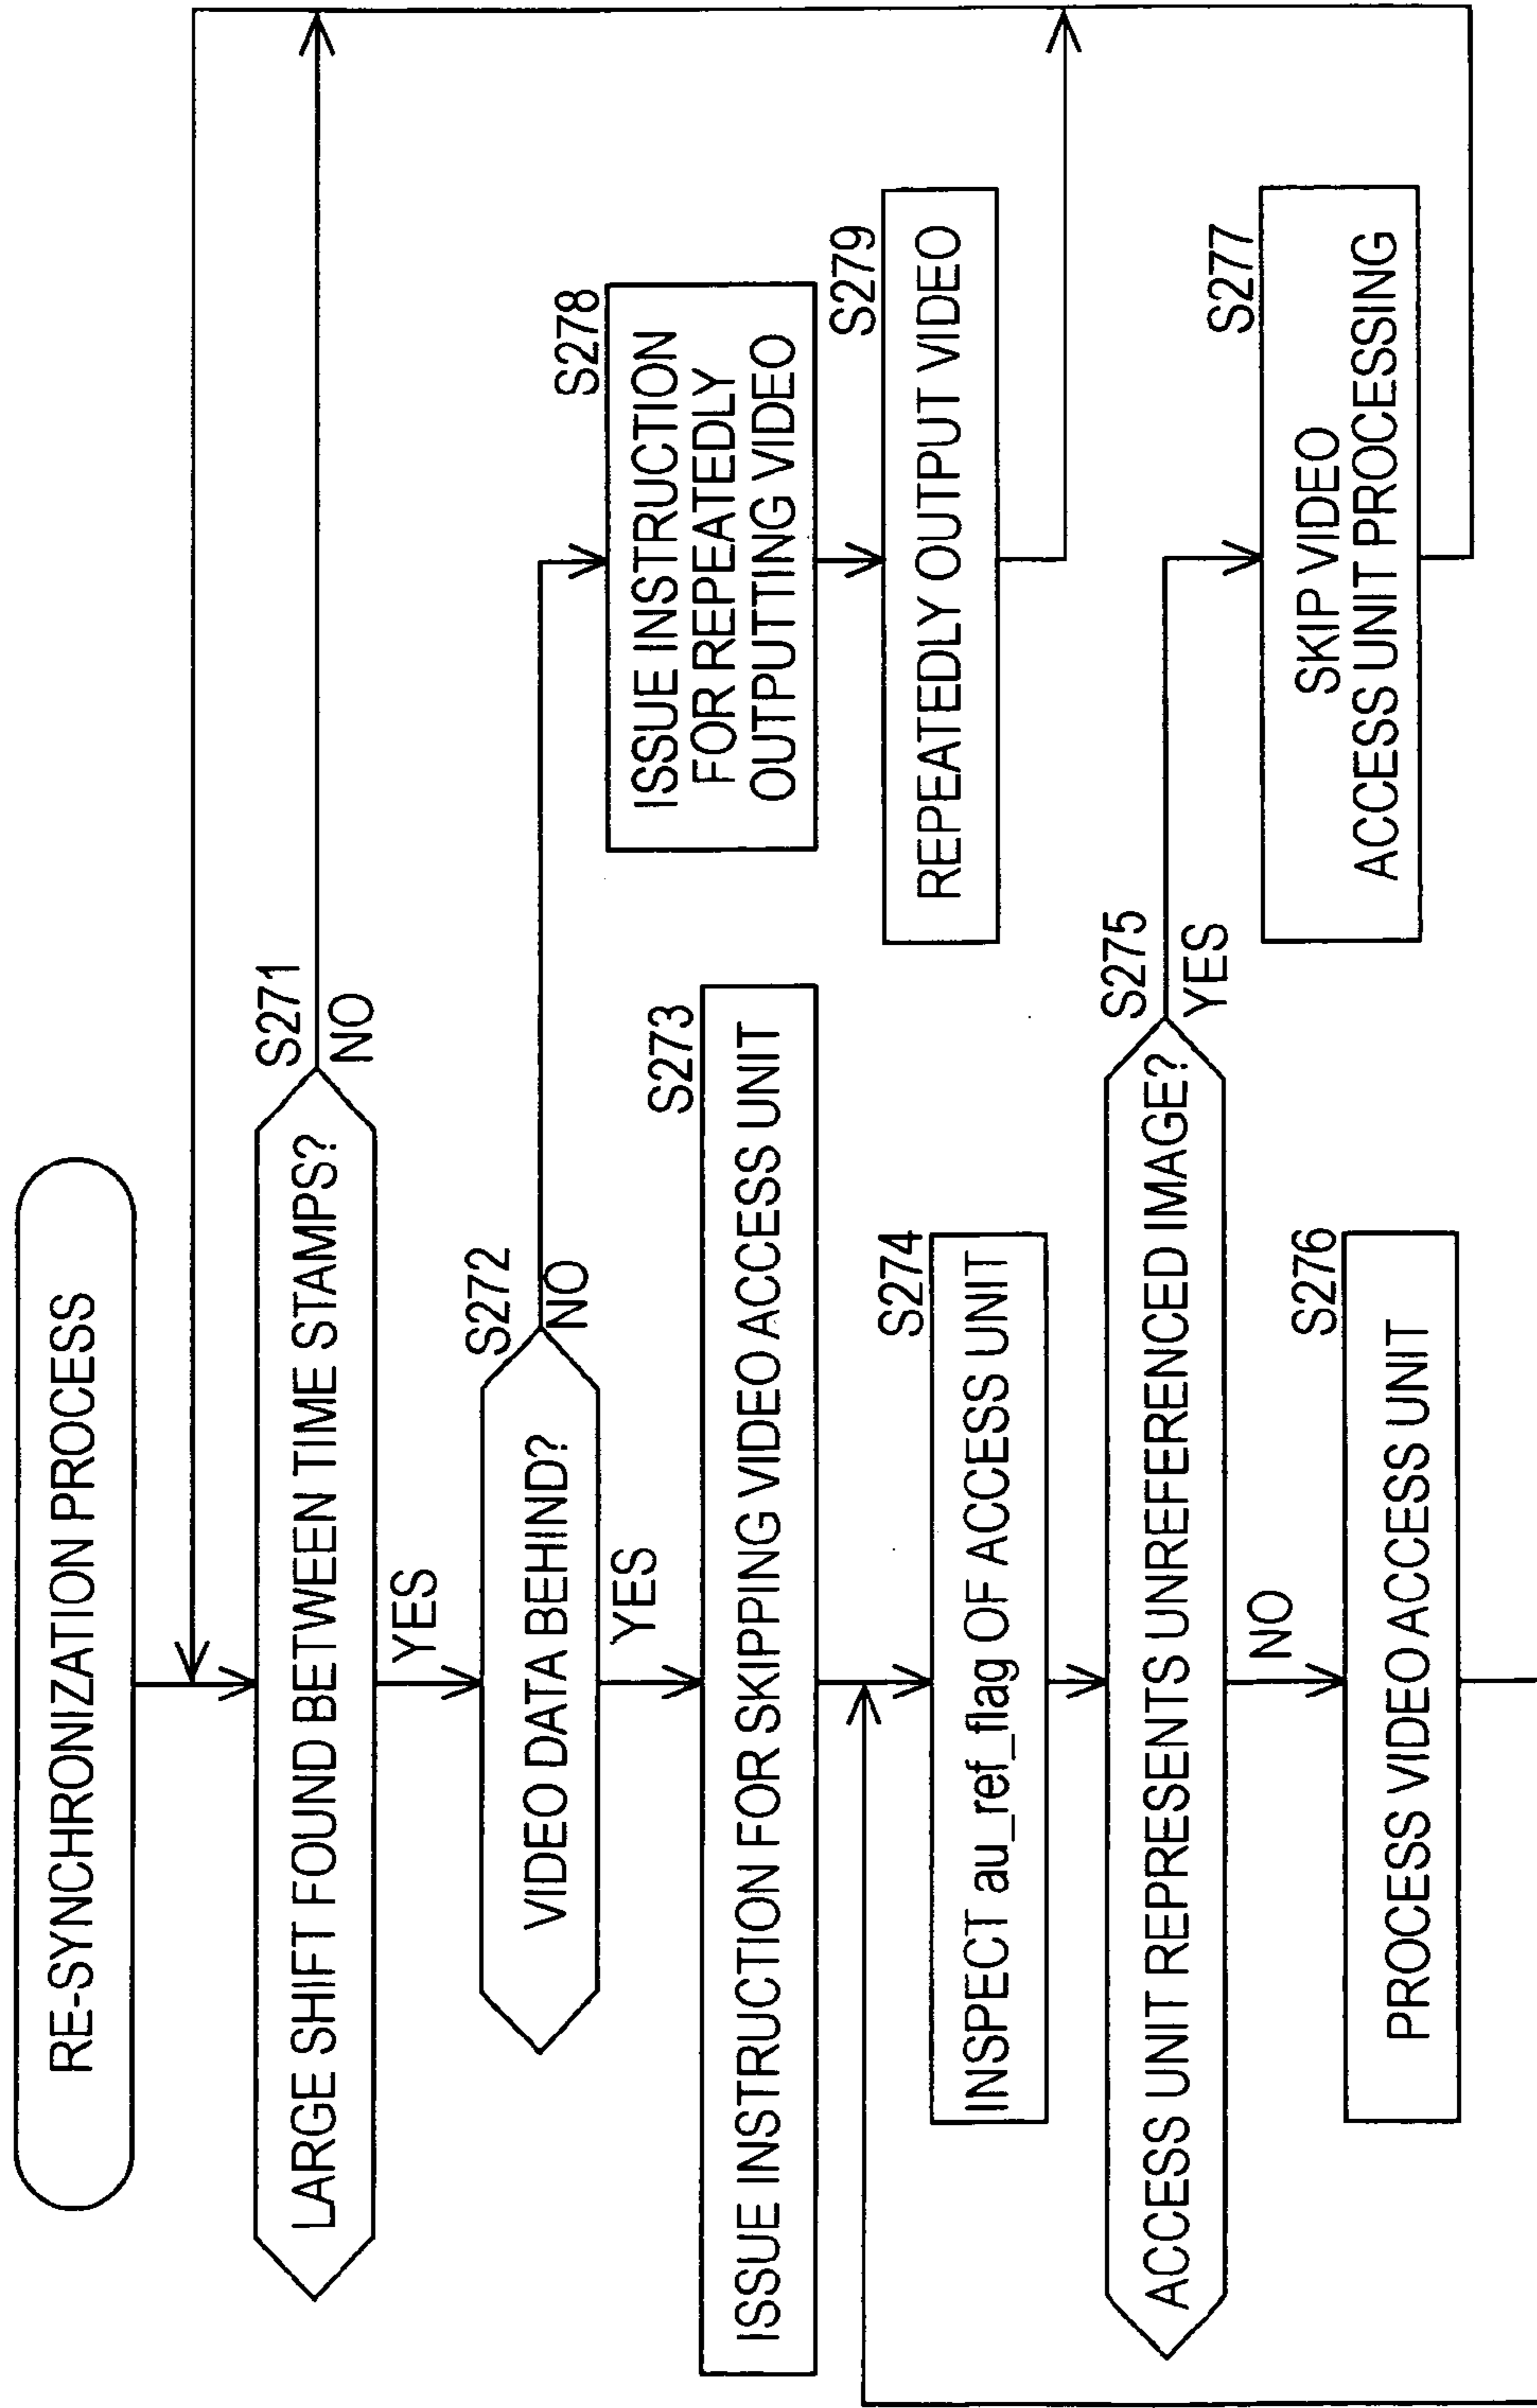 RE-SYNCHRONIZATION PROCESS
S271
LARGE SHIFT FOUND BETWEEN TIME STAMPS?
NO
YES
S272
VIDEO DATA BEHIND?
NO
YES
S278
ISSUE INSTRUCTION
FOR REPEATEDLY
OUTPUTTING VIDEO
S273
ISSUE INSTRUCTION FOR SKIPPING VIDEO ACCESS UNIT
S279
REPEATEDLY OUTPUT VIDEO
S274
INSPECT au_ref_flag OF ACCESS UNIT
S275
ACCESS UNIT REPRESENTS UNREFERENCED IMAGE?
YES
NO
S277
SKIP VIDEO
ACCESS UNIT PROCESSING
S276
PROCESS VIDEO ACCESS UNIT